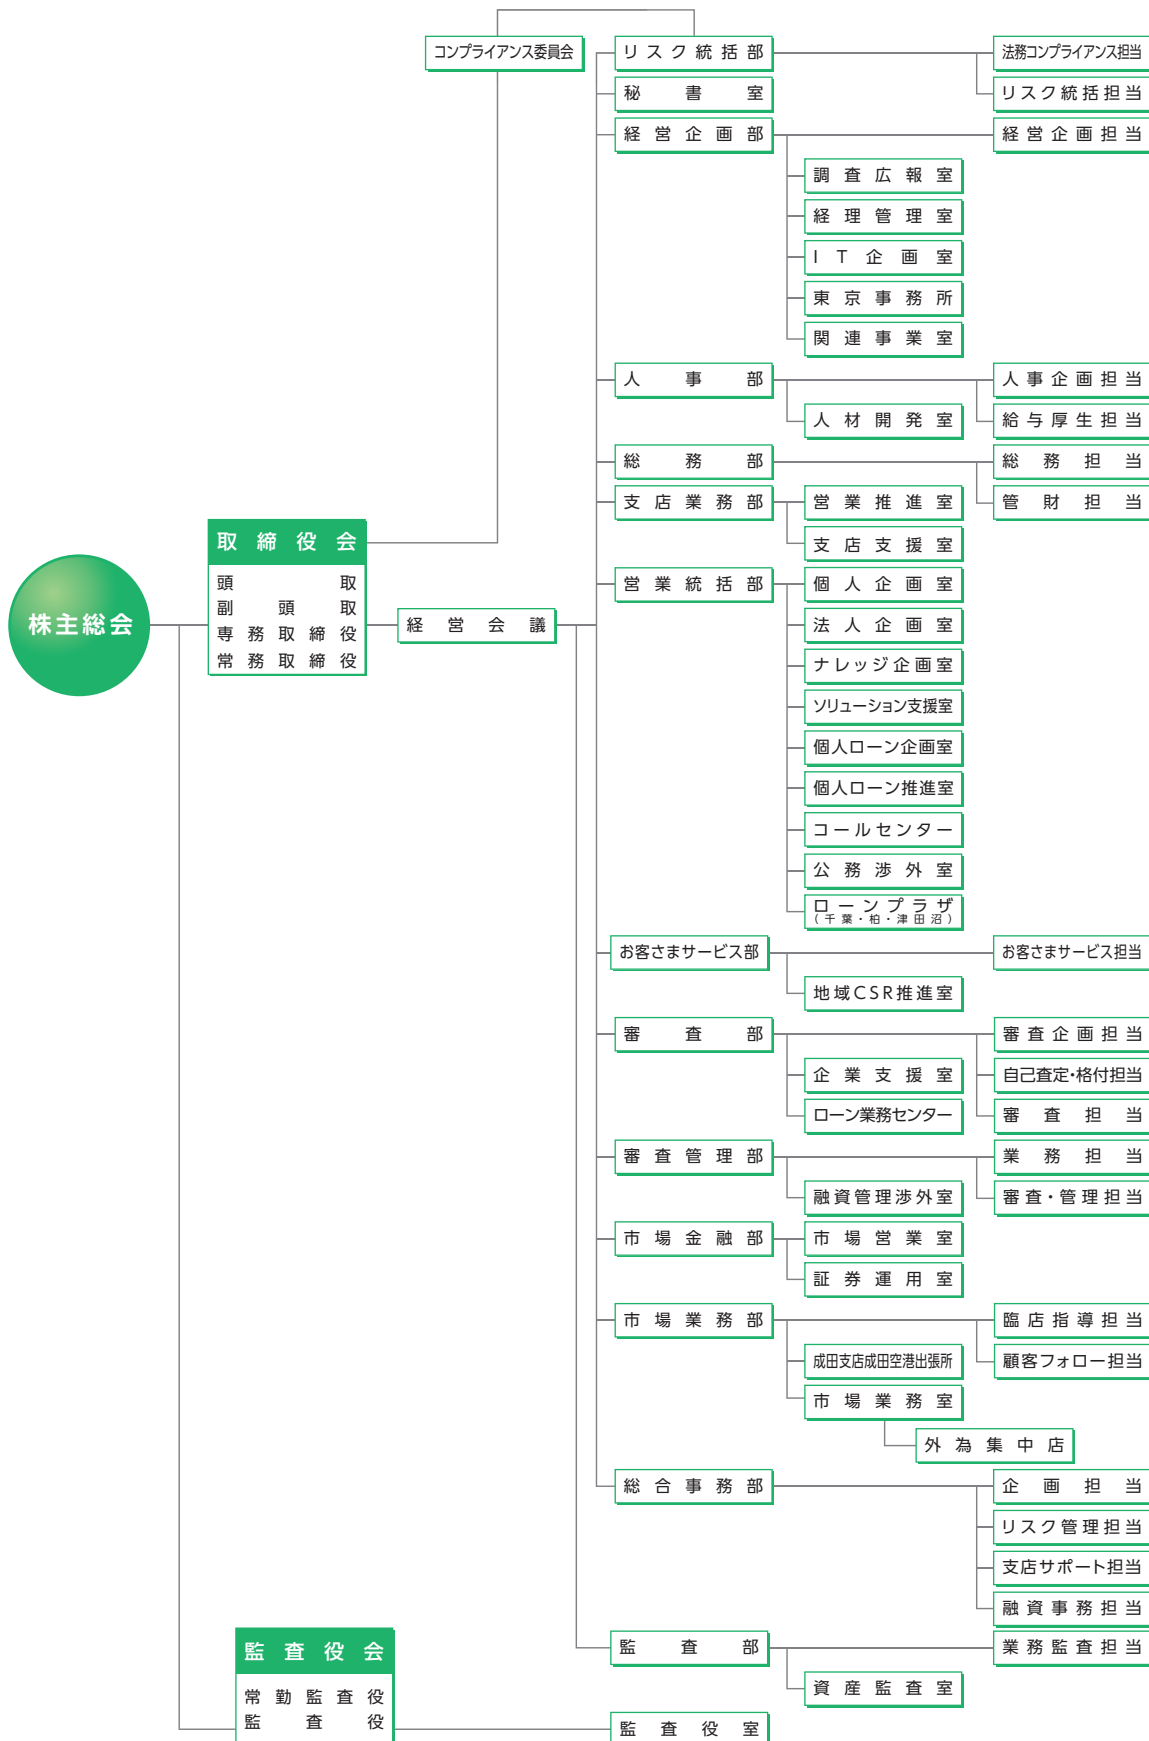 コンプライアンス委員会
リスク統括部
法務コンプライアンス担当
秘書室
リスク統括担当
経営企画部
経営企画担当
調査広報室
経理管理室
IT企画室
東京事務所
関連事業室
人事部
人事企画担当
人材開発室
給与厚生担当
総務部
総務担当
支店業務部
営業推進室
管財担当
支店支援室
取締役会
頭取
副頭取
専務取締役
常務取締役
株主総会
経営会議
営業統括部
個人企画室
法人企画室
ナレッジ企画室
ソリューション支援室
個人ローン企画室
個人ローン推進室
コールセンター
公務渉外室
ローンプラザ
(千葉・柏・津田沼)
お客さまサービス部
お客さまサービス担当
地域CSR推進室
審査部
審査企画担当
企業支援室
自己査定・格付担当
ローン業務センター
審査担当
審査管理部
業務担当
融資管理渉外室
審査・管理担当
市場金融部
市場営業室
証券運用室
市場業務部
臨店指導担当
成田支店成田空港出張所
顧客フォロー担当
市場業務室
外為集中店
総合事務部
企画担当
リスク管理担当
支店サポート担当
融資事務担当
監査部
業務監査担当
資産監査室
監査役会
常勤監査役
監査役
監査役室